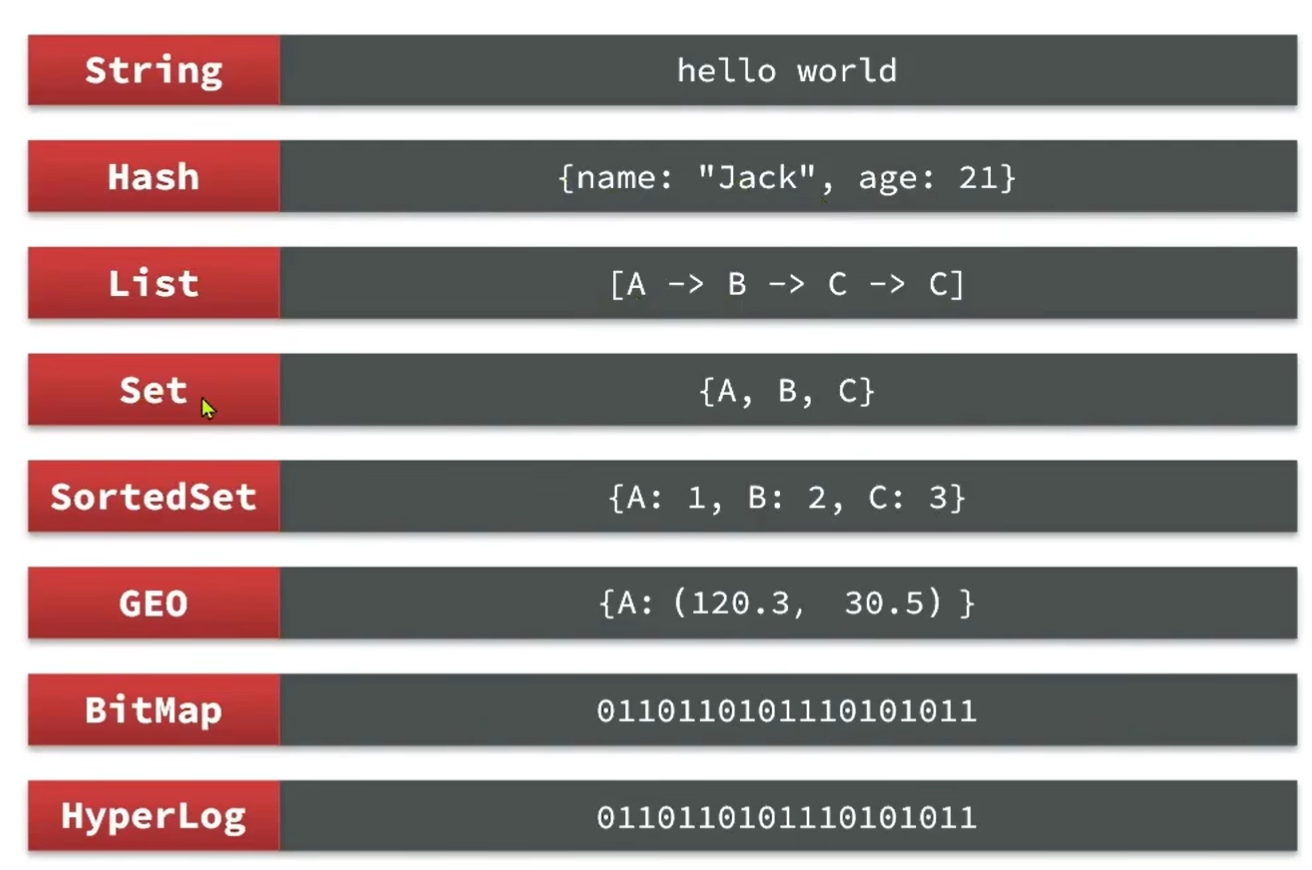 String hello world
Hash {name: "Jack", age: 21}
List [A -> B -> C -> C]
Set {A, B, C}
SortedSet {A: 1, B: 2, C: 3}
GEO {A: (120.3, 30.5) }
BitMap 0110110101110101011
HyperLog 0110110101110101011